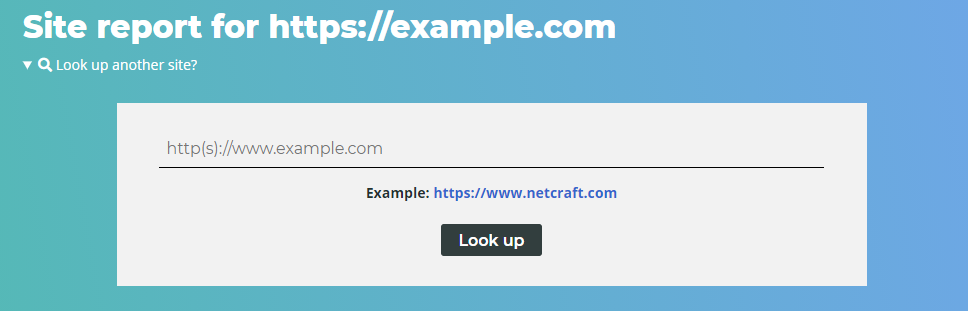 Site report for https://example.com
▼ Look up another site?
http(s)://www.example.com
Example: https://www.netcraft.com
Look up